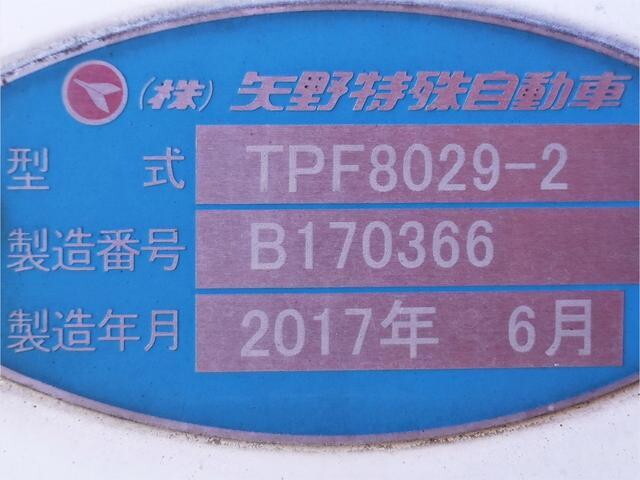 (株) 矢野特殊自動車
型 式 TPF8029-2
製造番号 B170366
製造年月 2017年 6月